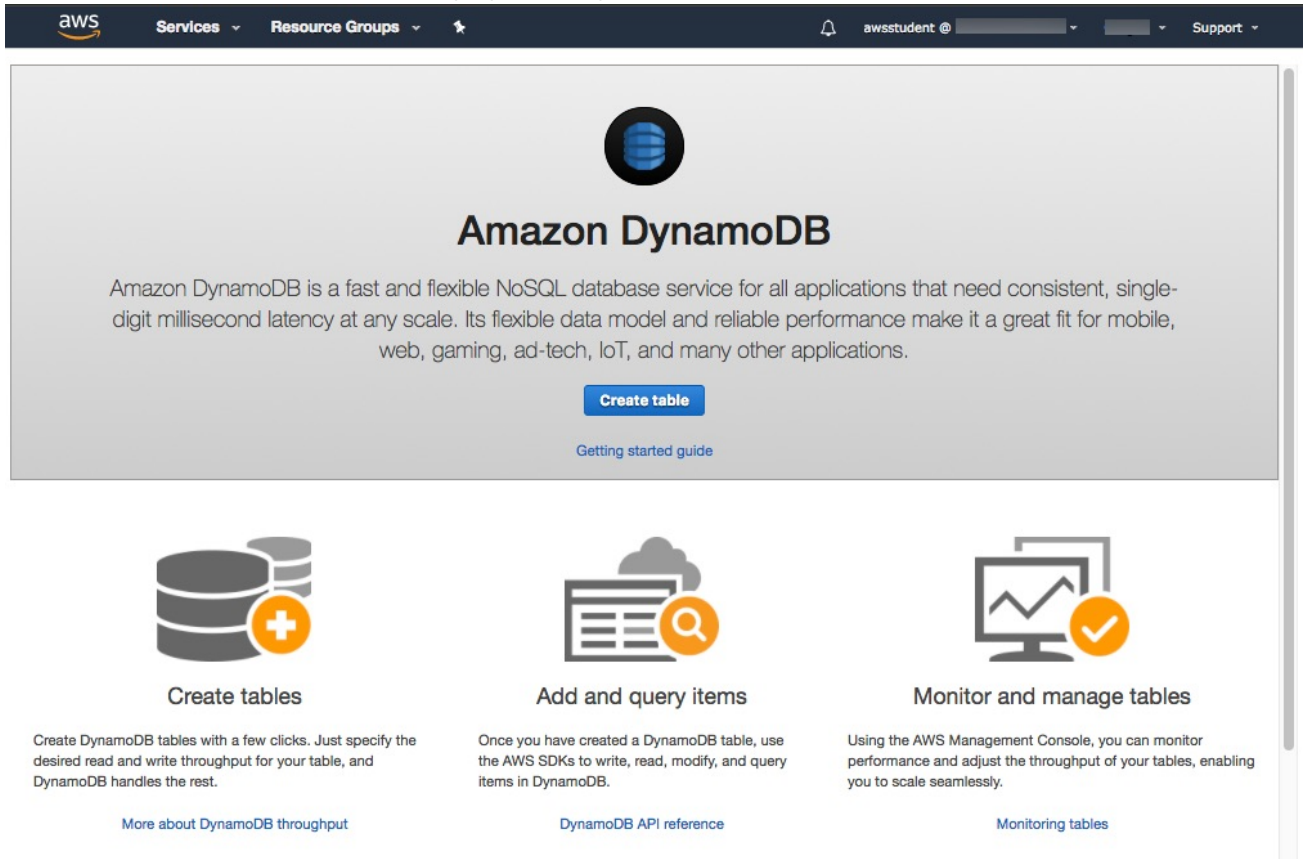 aws Services Resource Groups awsstudent @ Support
Amazon DynamoDB
Amazon DynamoDB is a fast and flexible NoSQL database service for all applications that need consistent, single-
digit millisecond latency at any scale. Its flexible data model and reliable performance make it a great fit for mobile,
web, gaming, ad-tech, IoT, and many other applications.
Create table
Getting started guide
Create tables
Create DynamoDB tables with a few clicks. Just specify the
desired read and write throughput for your table, and
DynamoDB handles the rest.
More about DynamoDB throughput
Add and query items
Once you have created a DynamoDB table, use
the AWS SDKs to write, read, modify, and query
items in DynamoDB.
DynamoDB API reference
Monitor and manage tables
Using the AWS Management Console, you can monitor
performance and adjust the throughput of your tables, enabling
you to scale seamlessly.
Monitoring tables